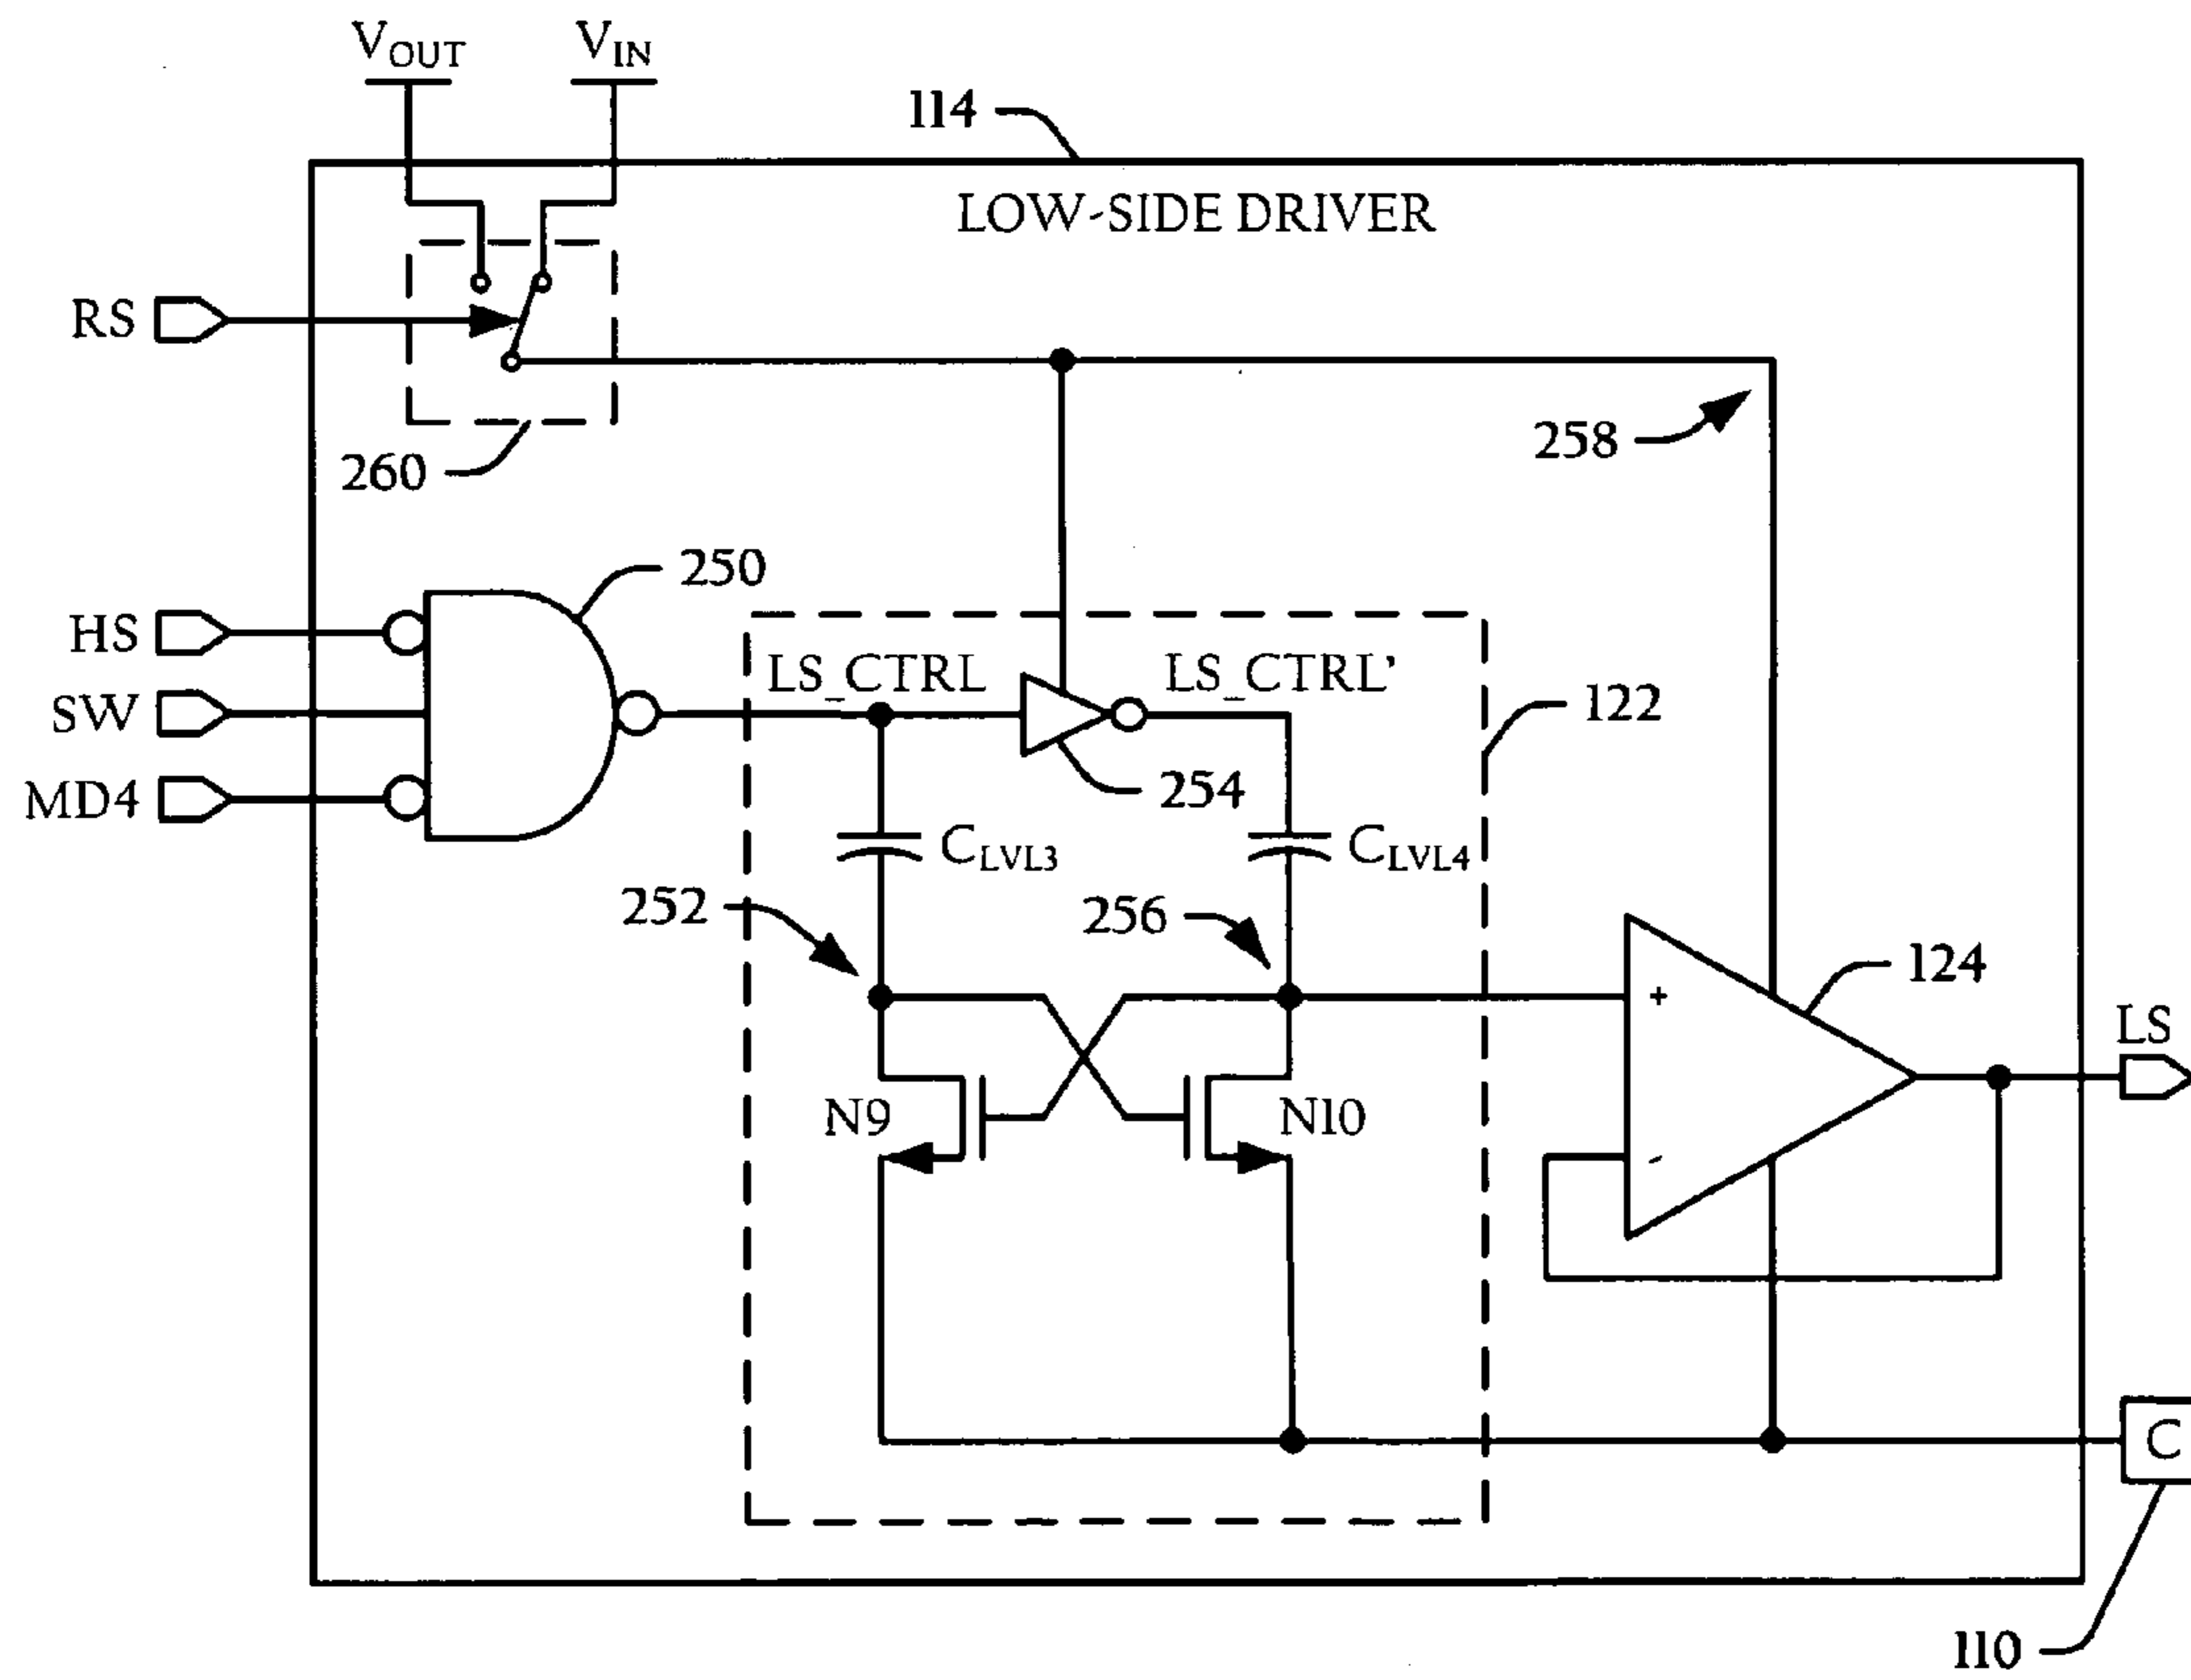 VOUT
VIN
114
LOW-SIDE DRIVER
RS
258
260
250
HS
LS_CTRL
LS_CTRL'
SW
122
254
MD4
CLVL3
CLVL4
252
256
124
+
LS
N9
N10
-
C
110